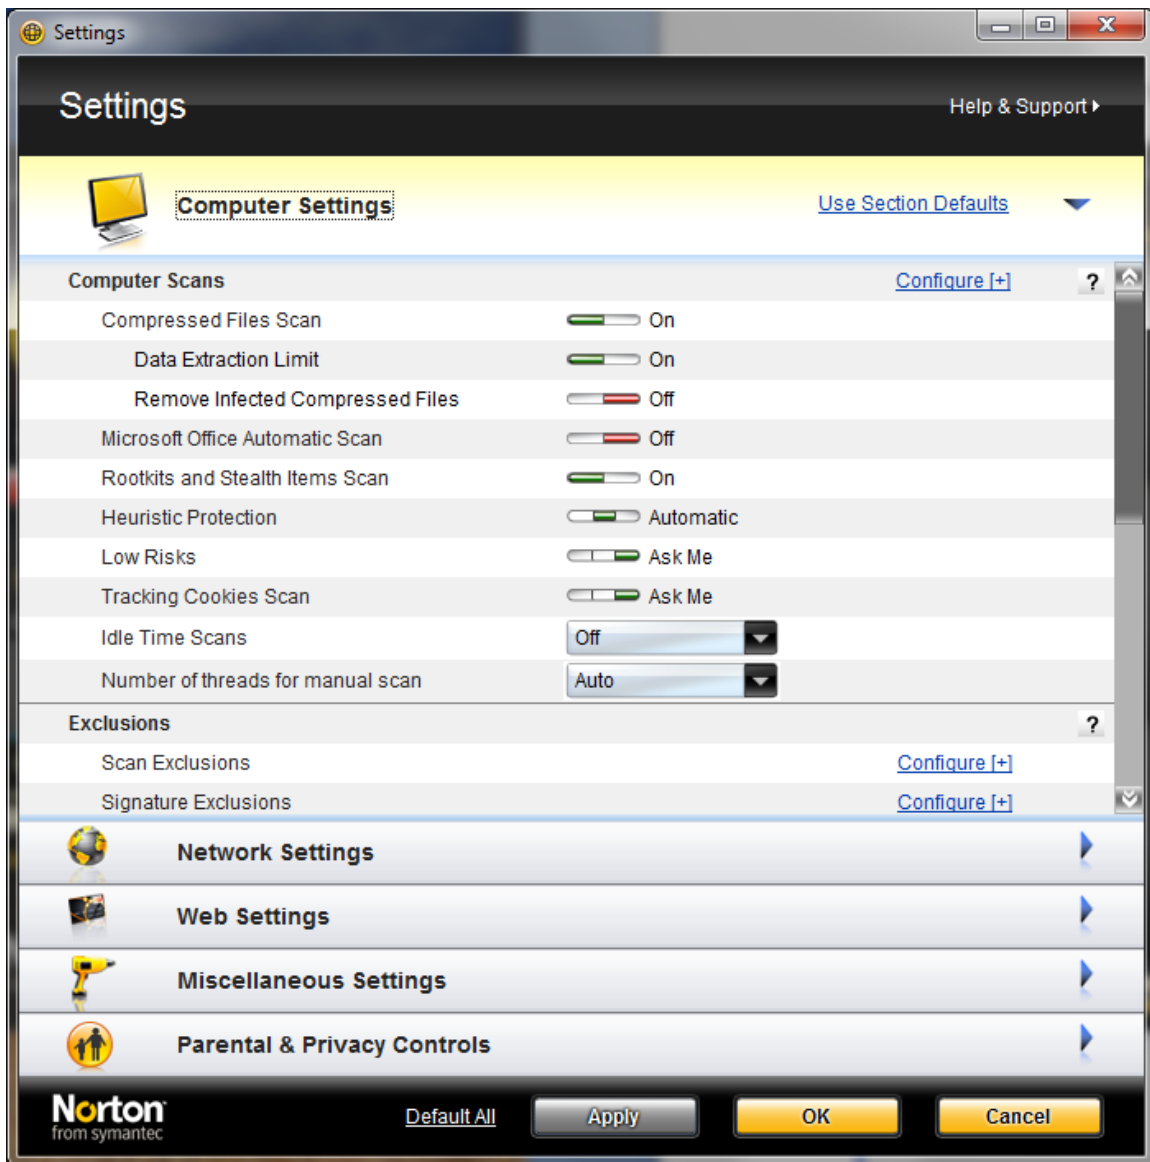 Settings
Settings
Help & Support
Computer Settings
Use Section Defaults
Computer Scans
Configure [+]
?
Compressed Files Scan
On
Data Extraction Limit
On
Remove Infected Compressed Files
Off
Microsoft Office Automatic Scan
Off
Rootkits and Stealth Items Scan
On
Heuristic Protection
Automatic
Low Risks
Ask Me
Tracking Cookies Scan
Ask Me
Idle Time Scans
Off
Number of threads for manual scan
Auto
Exclusions
?
Scan Exclusions
Configure [+]
Signature Exclusions
Configure [+]
Network Settings
Web Settings
Miscellaneous Settings
Parental & Privacy Controls
Norton
from symantec
Default All
Apply
OK
Cancel